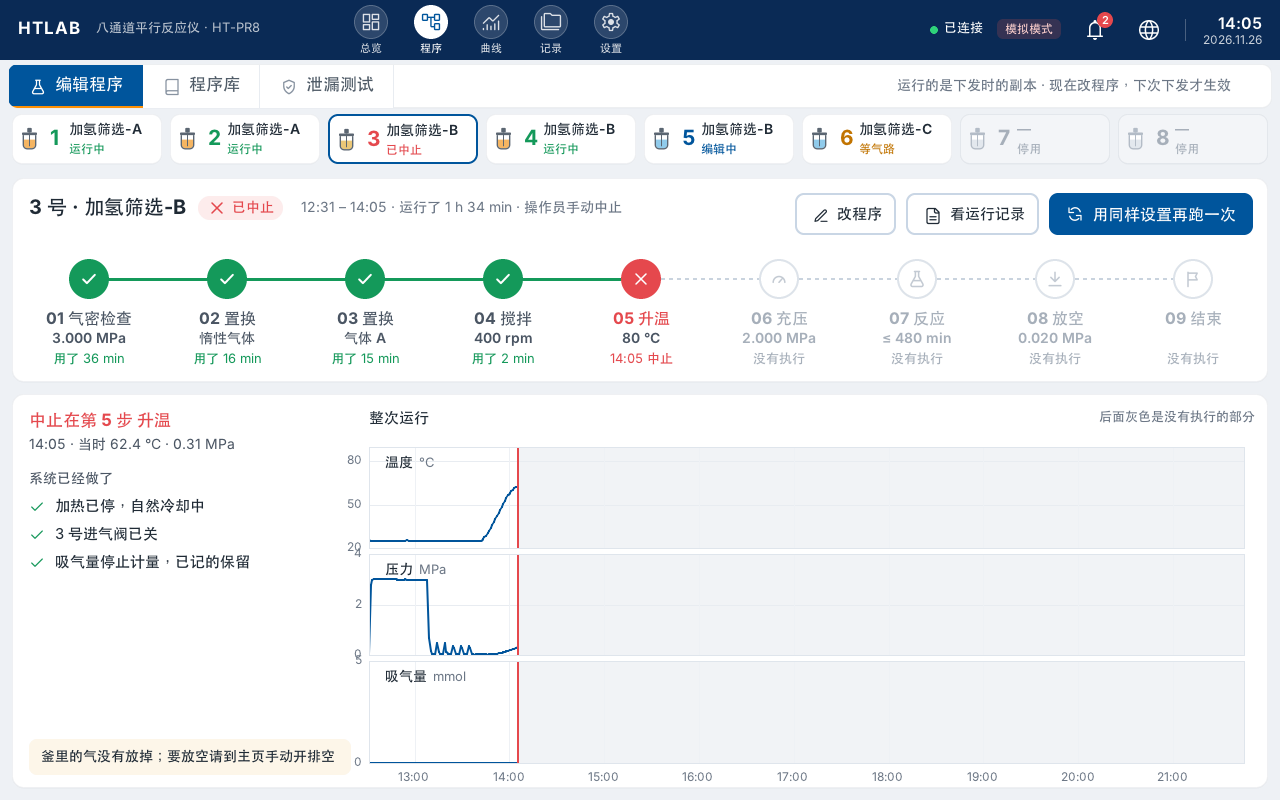 HTLAB 八通道平行反应仪 · HT-PR8
总览 程序 曲线 记录 设置
已连接 模拟模式 2 14:05
2026.11.26
编辑程序 程序库 泄漏测试 运行的是下发时的副本 · 现在改程序，下次下发才生效
1 加氢筛选-A 运行中
2 加氢筛选-A 运行中
3 加氢筛选-B 已中止
4 加氢筛选-B 运行中
5 加氢筛选-B 编辑中
6 加氢筛选-C 等气路
7 — 停用
8 — 停用
3 号 · 加氢筛选-B 已中止 12:31 – 14:05 · 运行了 1 h 34 min · 操作员手动中止 改程序 看运行记录 用同样设置再跑一次
01 气密检查 3.000 MPa 用了 36 min
02 置换 惰性气体 用了 16 min
03 置换 气体 A 用了 15 min
04 搅拌 400 rpm 用了 2 min
05 升温 80 °C 14:05 中止
06 充压 2.000 MPa 没有执行
07 反应 ≤ 480 min 没有执行
08 放空 0.020 MPa 没有执行
09 结束 没有执行
中止在第 5 步 升温
14:05 · 当时 62.4 °C · 0.31 MPa
系统已经做了
加热已停，自然冷却中
3 号进气阀已关
吸气量停止计量，已记的保留
釜里的气没有放掉；要放空请到主页手动开排空
整次运行 后面灰色是没有执行的部分
温度 °C
80
50
20
压力 MPa
4
2
0
吸气量 mmol
5
0
13:00 14:00 15:00 16:00 17:00 18:00 19:00 20:00 21:00